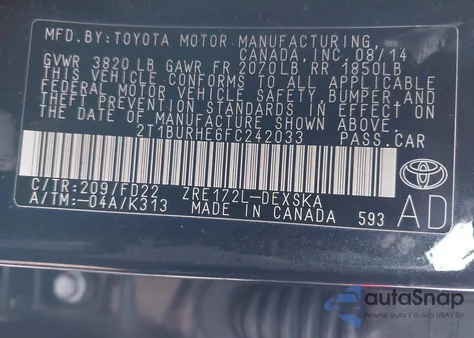 MFD.BY:TOYOTA MOTOR MANUFACTURING,
CANADA,INC.08/14
GVWR 3820 LB GAWR FR 2070LB RR 1850LB
THIS VEHICLE CONFORMS TO ALL APPLICABLE
FEDERAL MOTOR VEHICLE SAFETY, BUMPER,AND
THEFT PREVENTION STANDARDS IN EFFECT ON
THE DATE OF MANUFACTURE SHOWN ABOVE.
2T1BURHE6FC242033 PASS.CAR
C/TR:209/FD22 ZRE172L-DEXSKA
A/TM:-04A/K313 MADE IN CANADA 593
AD
autoSnap